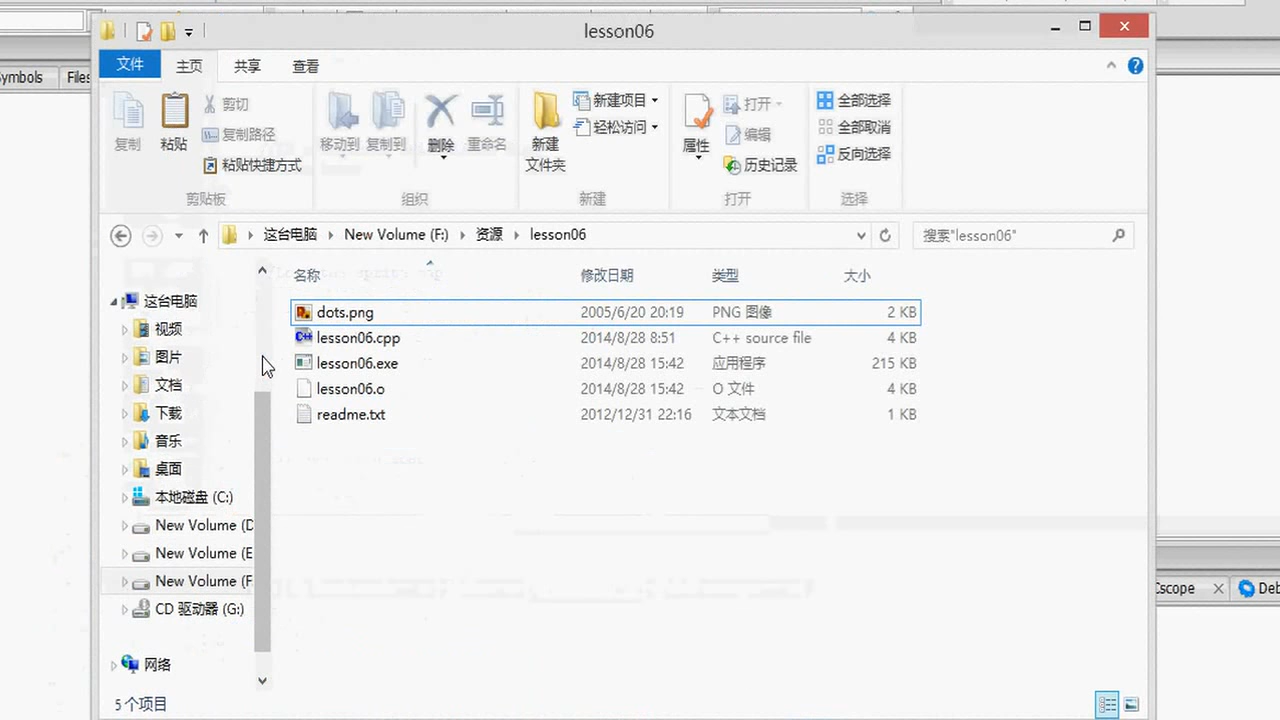 lesson06
Symbols Files
文件 主页 共享 查看
复制 粘贴 剪切 复制路径 粘贴快捷方式
移动到 复制到 删除 重命名
新建 文件夹 新建项目 轻松访问
属性 打开 编辑 历史记录
全部选择 全部取消 反向选择
剪贴板 组织 新建 打开 选择
这台电脑 New Volume (F:) 资源 lesson06 搜索"lesson06"
名称 修改日期 类型 大小
dots.png 2005/6/20 20:19 PNG 图像 2 KB
lesson06.cpp 2014/8/28 8:51 C++ source file 4 KB
lesson06.exe 2014/8/28 15:42 应用程序 215 KB
lesson06.o 2014/8/28 15:42 O 文件 4 KB
readme.txt 2012/12/31 22:16 文本文档 1 KB
这台电脑
视频
图片
文档
下载
音乐
桌面
本地磁盘 (C:)
New Volume (D
New Volume (E
New Volume (F
CD 驱动器 (G:)
网络
Cscope Deb
5 个项目